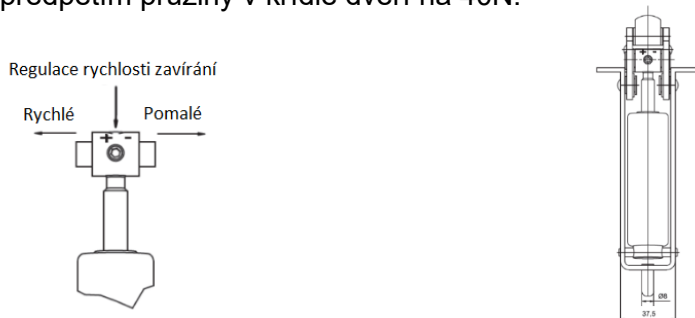 předpětím pružiny v křídle dveří na 40N.
Regulace rychlosti zavírání
Rychlé Pomalé
+ -
+ -
Ø8
37,5